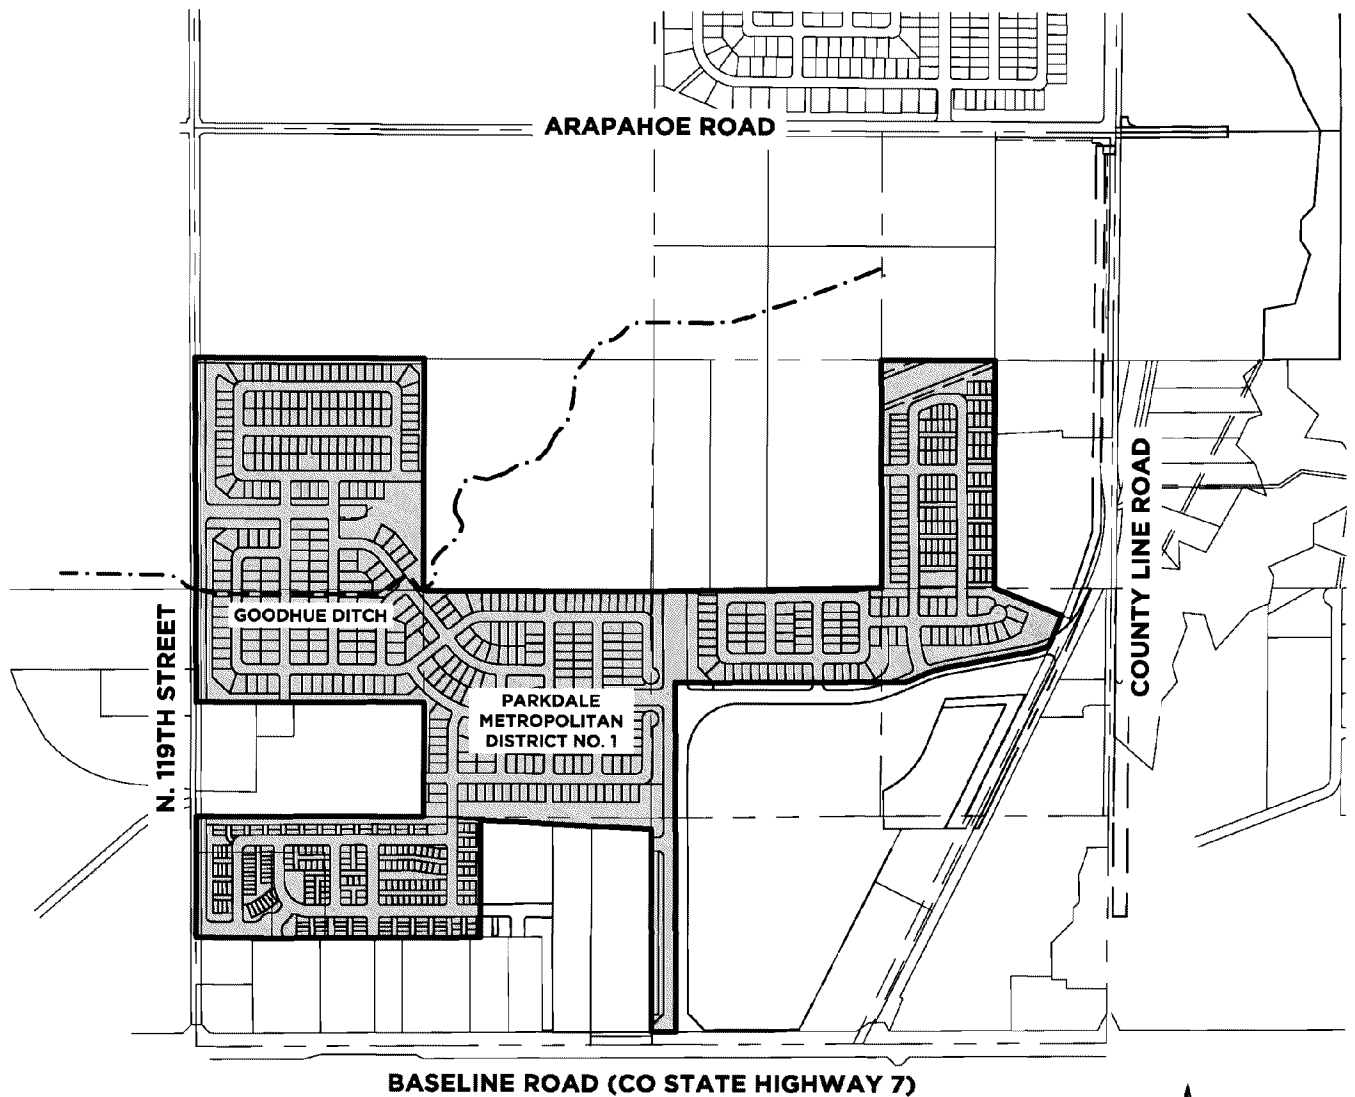 ARAPAHOE ROAD
COUNTY LINE ROAD
N. 119TH STREET
GOODHUE DITCH
PARKDALE
METROPOLITAN
DISTRICT NO. 1
BASELINE ROAD (CO STATE HIGHWAY 7)